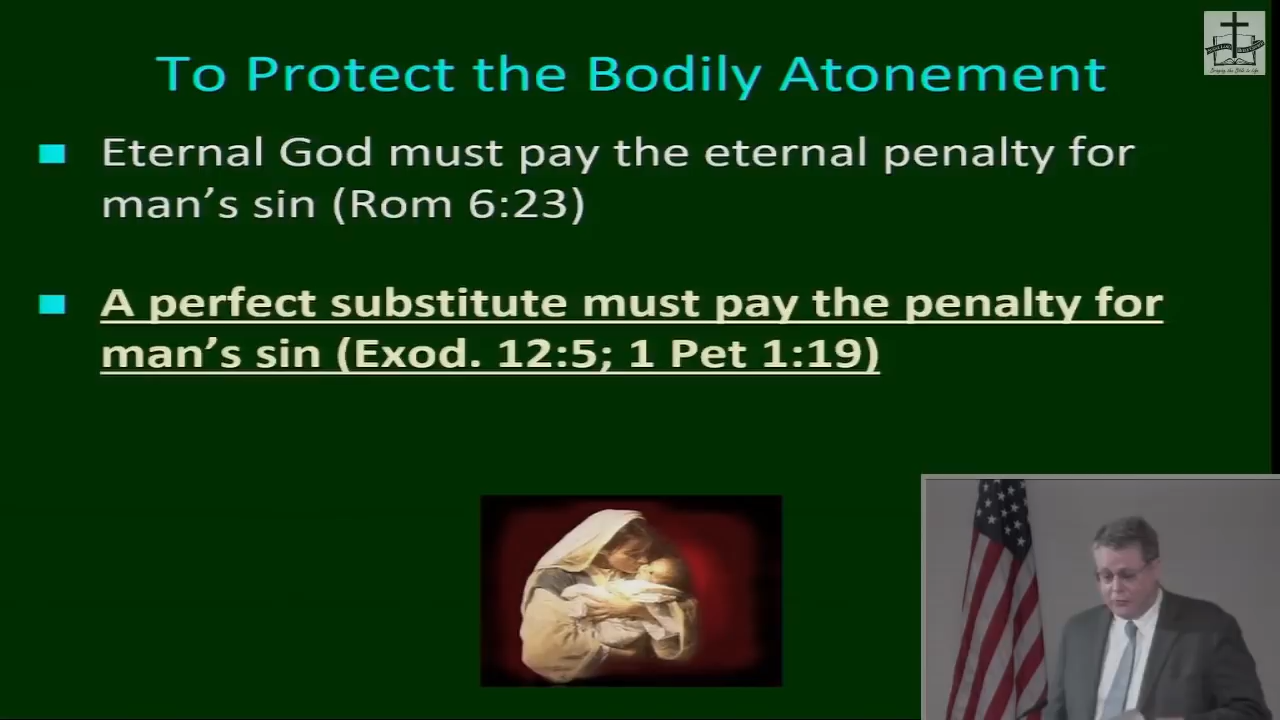 To Protect the Bodily Atonement
Eternal God must pay the eternal penalty for
man’s sin (Rom 6:23)
A perfect substitute must pay the penalty for
man’s sin (Exod. 12:5; 1 Pet 1:19)